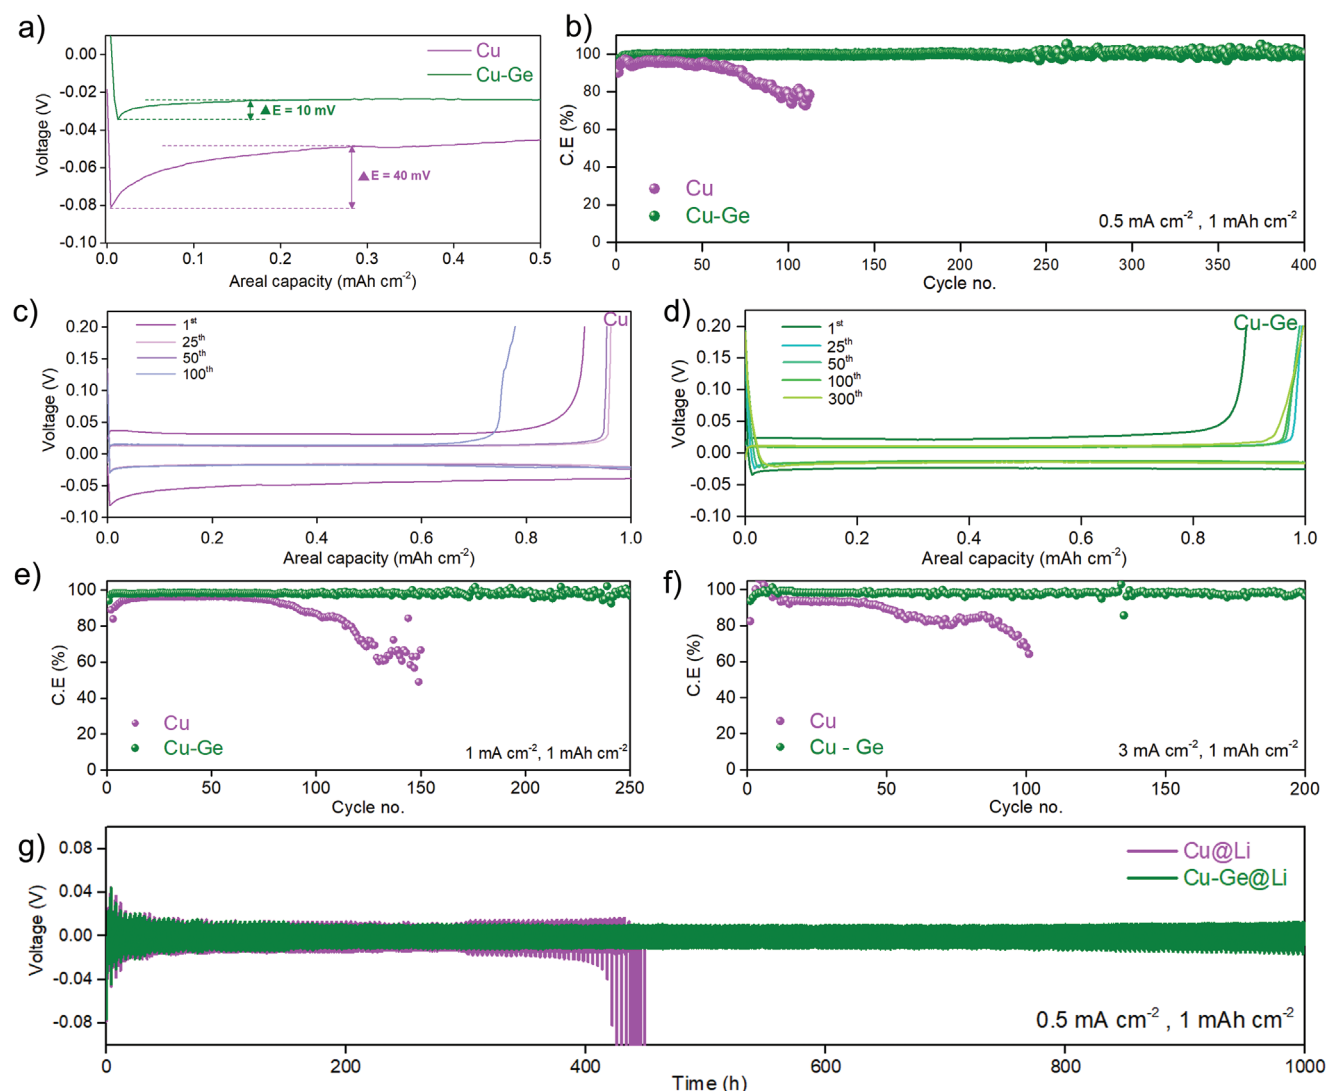 a)
Cu
Cu-Ge
▲E = 10 mV
▲E = 40 mV
0.00
-0.02
-0.04
-0.06
-0.08
-0.10
Voltage (V)
0.0 0.1 0.2 0.3 0.4 0.5
Areal capacity (mAh cm⁻²)
b)
100
80
60
40
20
0
C.E (%)
Cu
Cu-Ge
0.5 mA cm⁻² , 1 mAh cm⁻²
0 50 100 150 200 250 300 350 400
Cycle no.
c)
1ˢᵗ
25ᵗʰ
50ᵗʰ
100ᵗʰ
Cu
0.20
0.15
0.10
0.05
0.00
-0.05
-0.10
Voltage (V)
0.0 0.2 0.4 0.6 0.8 1.0
Areal capacity (mAh cm⁻²)
d)
1ˢᵗ
25ᵗʰ
50ᵗʰ
100ᵗʰ
300ᵗʰ
Cu-Ge
0.20
0.15
0.10
0.05
0.00
-0.05
-0.10
Voltage (V)
0.0 0.2 0.4 0.6 0.8 1.0
Areal capacity (mAh cm⁻²)
e)
100
80
60
40
20
0
C.E (%)
Cu
Cu-Ge
1 mA cm⁻², 1 mAh cm⁻²
0 50 100 150 200 250
Cycle no.
f)
100
80
60
40
20
0
C.E (%)
Cu
Cu - Ge
3 mA cm⁻², 1 mAh cm⁻²
0 50 100 150 200
Cycle no.
g)
Cu@Li
Cu-Ge@Li
0.08
0.04
0.00
-0.04
-0.08
Voltage (V)
0.5 mA cm⁻² , 1 mAh cm⁻²
0 200 400 600 800 1000
Time (h)